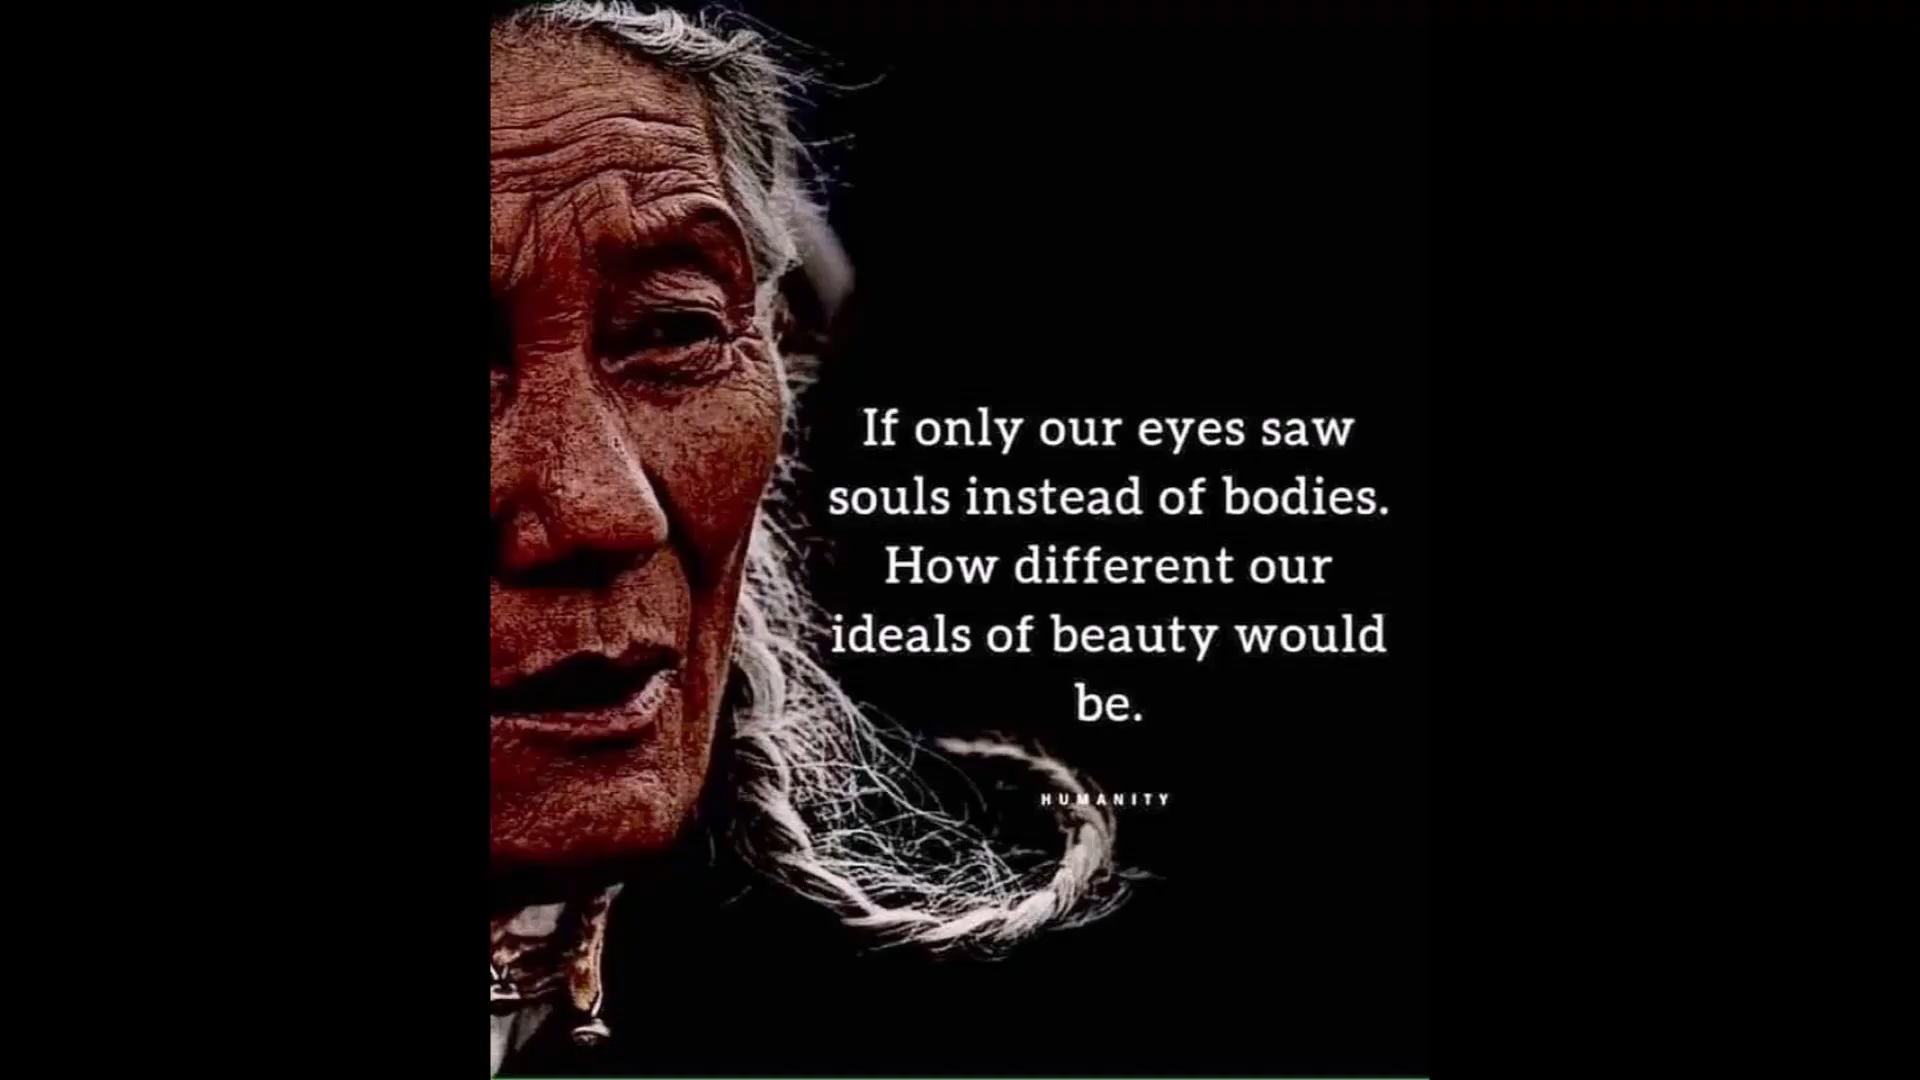 If only our eyes saw
souls instead of bodies.
How different our
ideals of beauty would
be.
HUMANITY